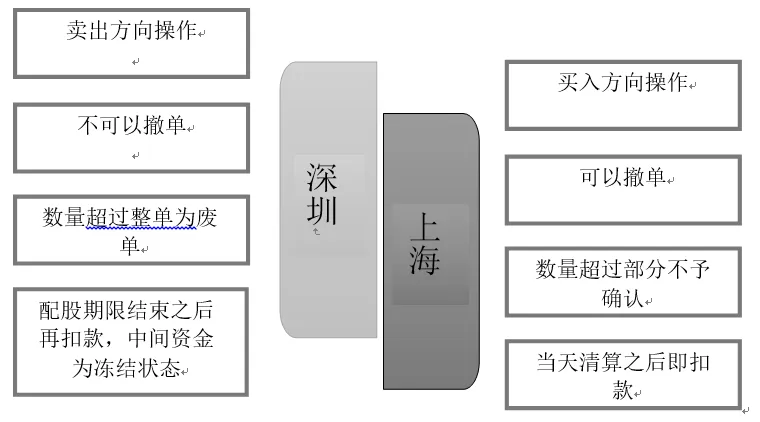 卖出方向操作
不可以撤单
数量超过整单为废
单
配股期限结束之后
再扣款，中间资金
为冻结状态
深
圳
上
海
买入方向操作
可以撤单
数量超过部分不予
确认
当天清算之后即扣
款